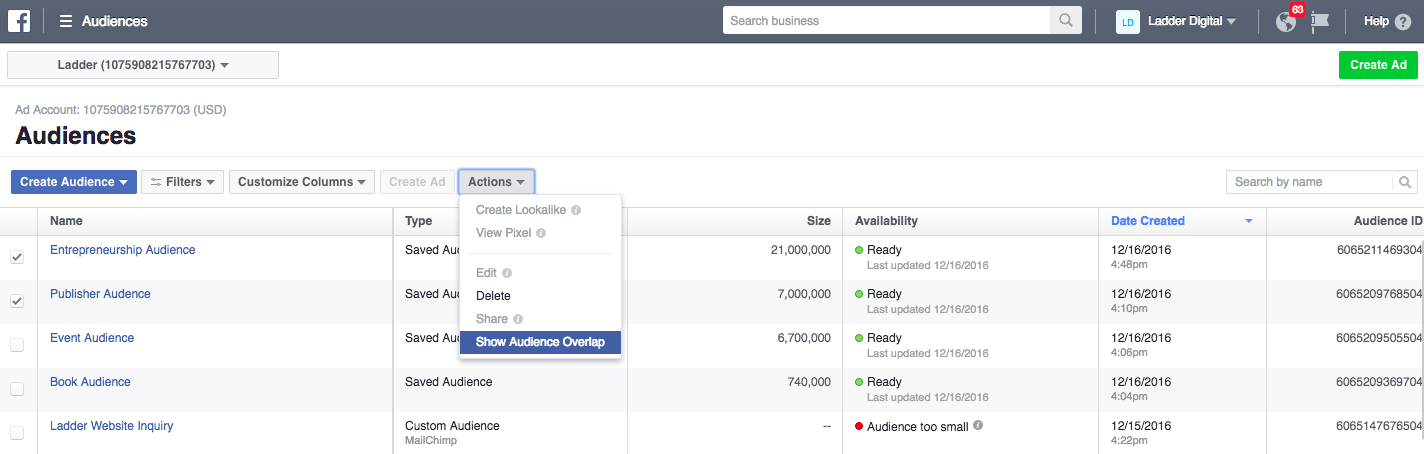 f
Audiences
Search business
LD
Ladder Digital
63
Help ?
Ladder (1075908215767703)
Create Ad
Ad Account: 1075908215767703 (USD)
Audiences
Create Audience
Filters
Customize Columns
Create Ad
Actions
Search by name
Create Lookalike i
View Pixel i
Edit i
Delete
Share i
Show Audience Overlap
Name Type Size Availability Date Created Audience ID
Entrepreneurship Audience Saved Au 21,000,000 Ready 12/16/2016 6065211469304
Last updated 12/16/2016 4:48pm
Publisher Audence Saved Au 7,000,000 Ready 12/16/2016 6065209768504
Last updated 12/16/2016 4:10pm
Event Audience Saved Au 6,700,000 Ready 12/16/2016 6065209505504
Last updated 12/16/2016 4:06pm
Book Audience Saved Audience 740,000 Ready 12/16/2016 6065209369704
Last updated 12/16/2016 4:04pm
Ladder Website Inquiry Custom Audience -- Audience too small i 12/15/2016 6065147676504
MailChimp 4:22pm